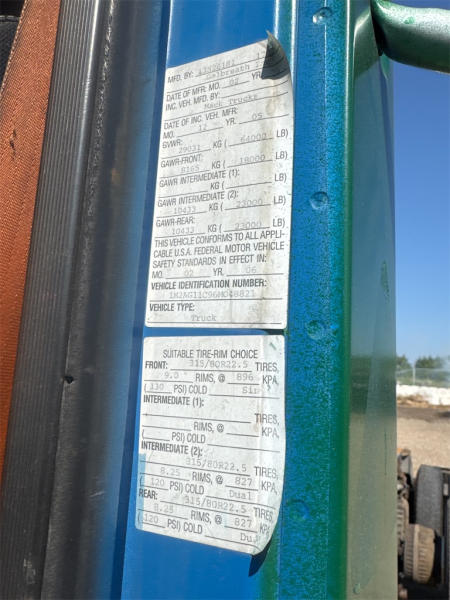 MFD. BY: Galbreath
DATE OF MFR: MO. 02 YR.
INC. VEH. MFD. BY:
Mack Trucks
DATE OF INC. VEH. MFR:
MO. 12 YR. 05
GVWR:
29031 KG ( 64000 LB)
GAWR-FRONT:
8165 KG ( 18000 LB)
GAWR INTERMEDIATE (1):
KG ( LB)
GAWR INTERMEDIATE (2):
10433 KG ( 23000 LB)
GAWR-REAR:
10433 KG ( 23000 LB)
THIS VEHICLE CONFORMS TO ALL APPLI-
CABLE U.S.A. FEDERAL MOTOR VEHICLE
SAFETY STANDARDS IN EFFECT IN:
MO. 02 YR. 06
VEHICLE IDENTIFICATION NUMBER:
1M2AG11C96M048821
VEHICLE TYPE:
Truck
SUITABLE TIRE-RIM CHOICE
FRONT: 315/80R22.5 TIRES,
9.0 RIMS, @ 896 KPA,
( 130 PSI) COLD
INTERMEDIATE (1):
TIRES,
RIMS, @ KPA,
( PSI) COLD
INTERMEDIATE (2):
315/80R22.5 TIRES,
8.25 RIMS, @ 827 KPA,
( 120 PSI) COLD Dual
REAR: 315/80R22.5 TIRES,
8.25 RIMS, @ 827 KPA,
(120 PSI) COLD